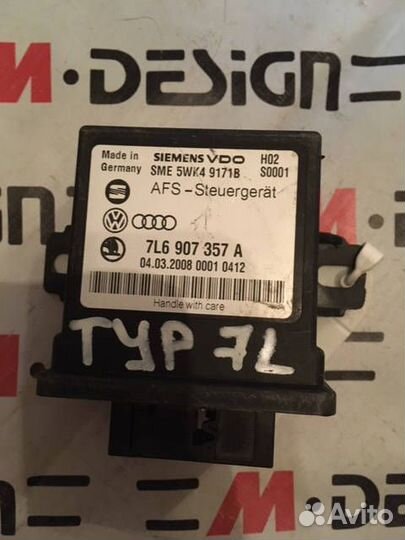 M·DESIGN
Made in
Germany
SIEMENS VDO
SME 5WK4 9171B
H02
S0001
AFS-Steuergerät
7L6 907 357 A
04.03.2008 0001 0412
Handle with care
TYP 7L
M·DESIGN
Avito